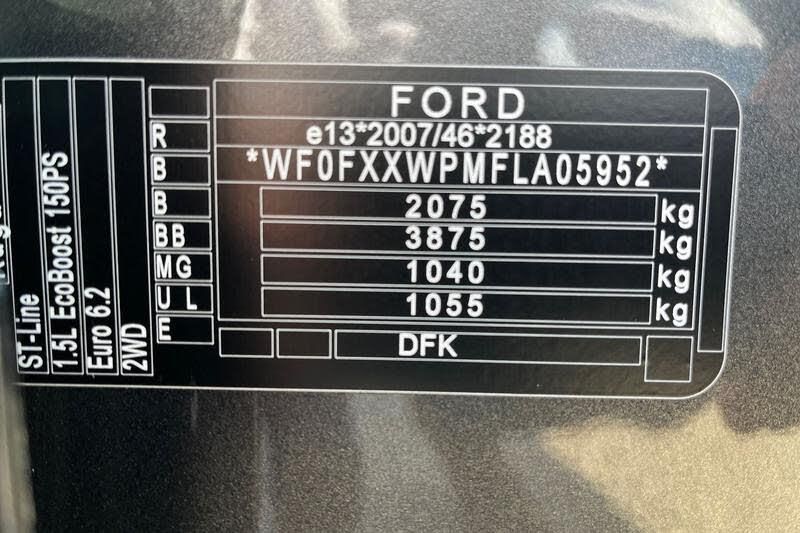 FORD
e13*2007/46*2188
*WF0FXXWPMFLA05952*
2075 kg
3875 kg
1040 kg
1055 kg
DFK
R
B
B
BB
MG
U L
E
ST-Line
1.5L EcoBoost 150PS
Euro 6.2
2WD